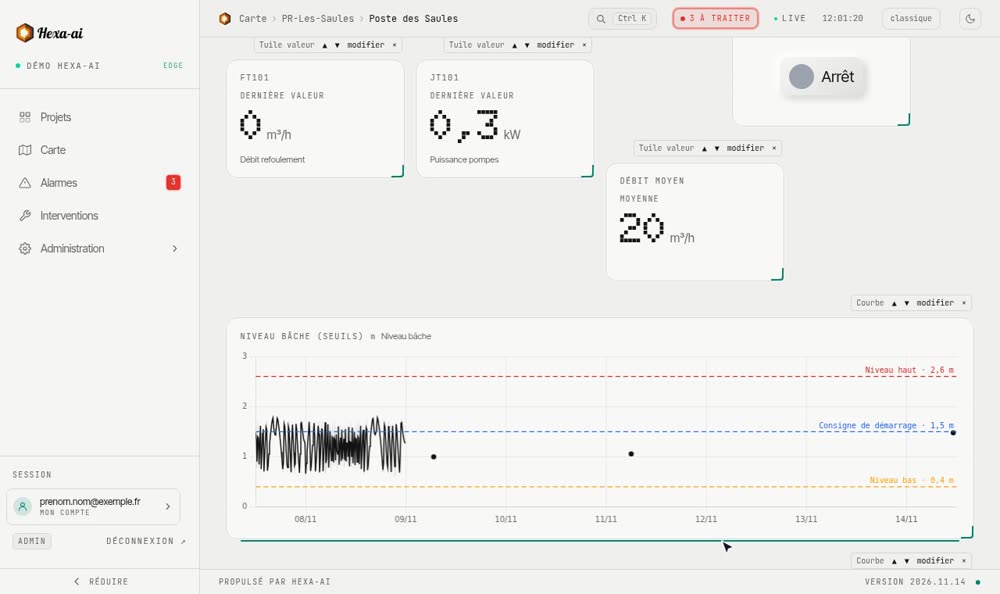 Hexa-ai
DÉMO HEXA-AI EDGE
Projets
Carte
Alarmes 3
Interventions
Administration
SESSION
prenom.nom@exemple.fr
MON COMPTE
ADMIN DÉCONNEXION ↗
RÉDUIRE
Carte › PR-Les-Saules › Poste des Saules
Ctrl K
3 À TRAITER
LIVE 12:01:20
classique
Tuile valeur ▲ ▼ modifier ×
FT101
DERNIÈRE VALEUR
0 m³/h
Débit refoulement
Tuile valeur ▲ ▼ modifier ×
JT101
DERNIÈRE VALEUR
0,3 kW
Puissance pompes
Arrêt
Tuile valeur ▲ ▼ modifier ×
DÉBIT MOYEN
MOYENNE
20 m³/h
Courbe ▲ ▼ modifier ×
NIVEAU BÂCHE (SEUILS) m Niveau bâche
3
Niveau haut · 2,6 m
2
Consigne de démarrage · 1,5 m
1
Niveau bas · 0,4 m
0
08/11 09/11 10/11 11/11 12/11 13/11 14/11
Courbe ▲ ▼ modifier ×
PROPULSÉ PAR HEXA-AI
VERSION 2026.11.14